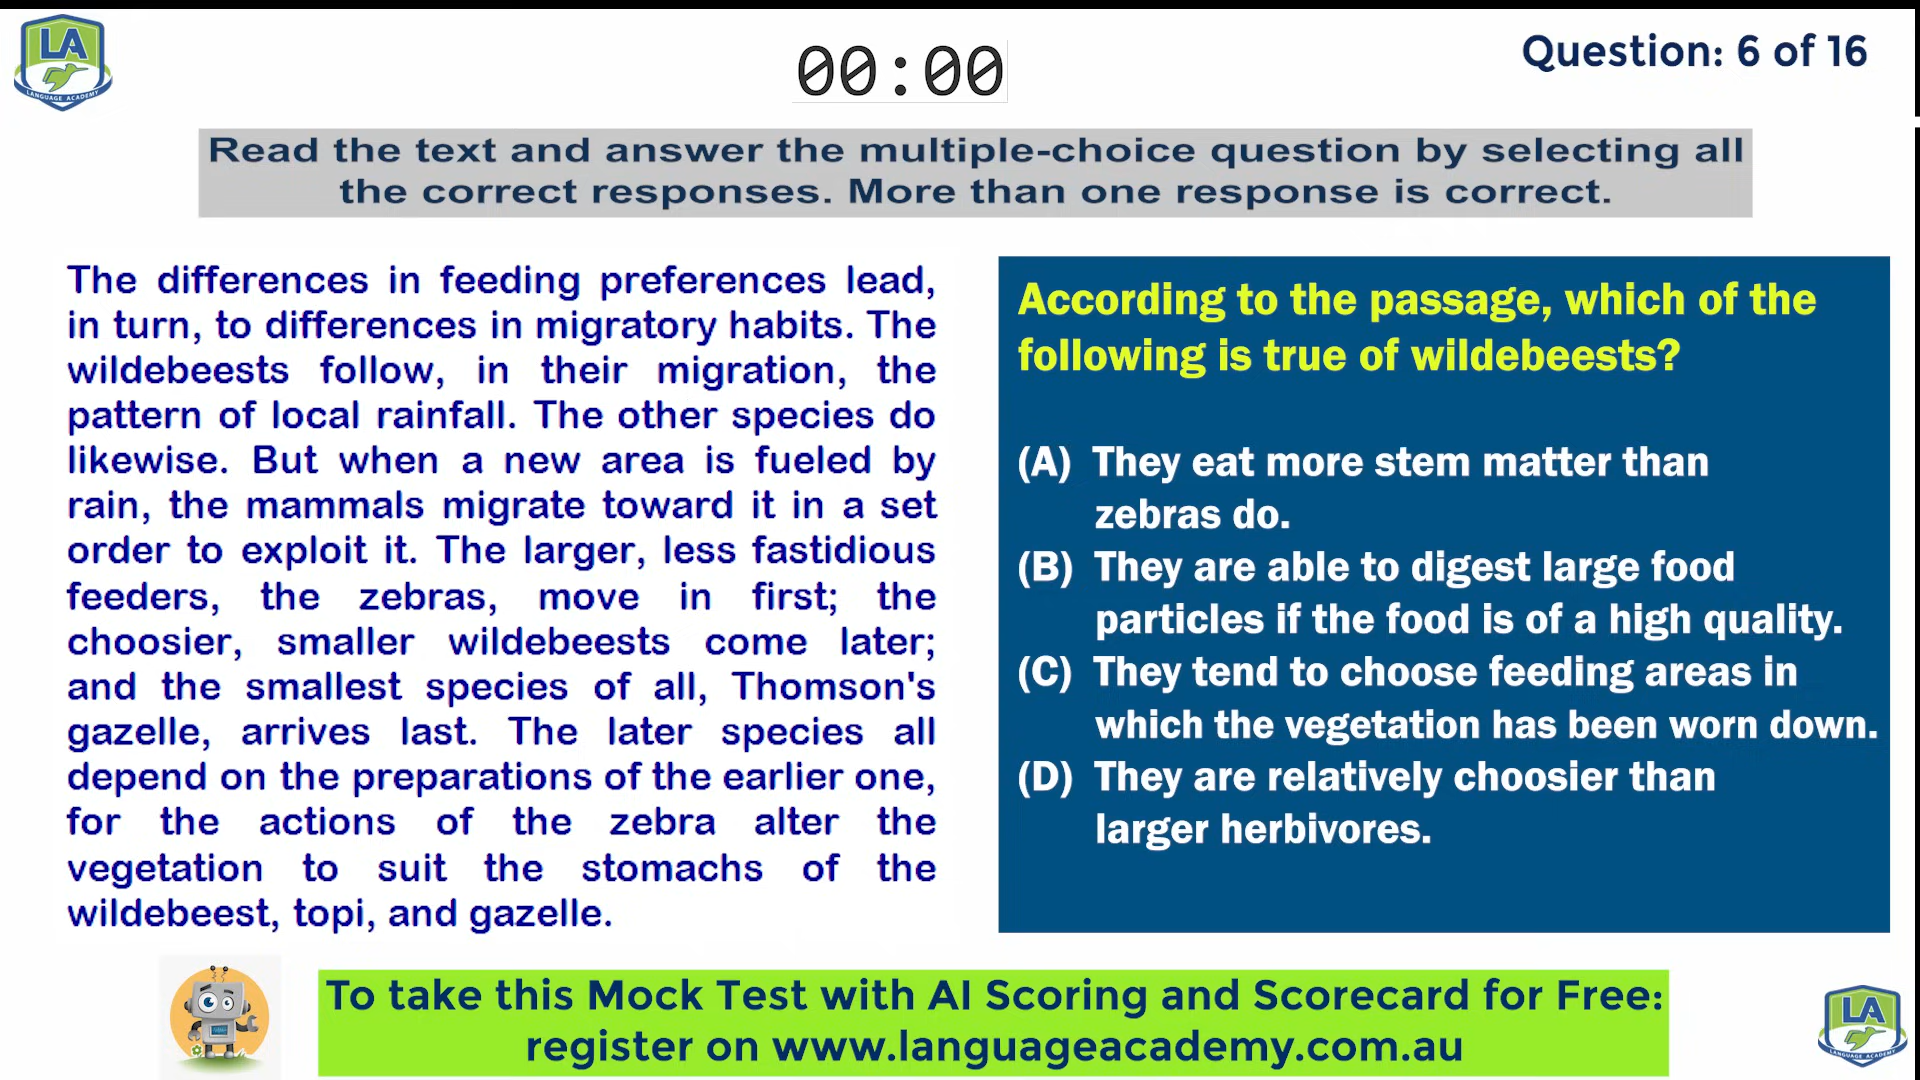 LA
LANGUAGE ACADEMY
00:00
Question: 6 of 16
Read the text and answer the multiple-choice question by selecting all
the correct responses. More than one response is correct.
The differences in feeding preferences lead,
in turn, to differences in migratory habits. The
wildebeests follow, in their migration, the
pattern of local rainfall. The other species do
likewise. But when a new area is fueled by
rain, the mammals migrate toward it in a set
order to exploit it. The larger, less fastidious
feeders, the zebras, move in first; the
choosier, smaller wildebeests come later;
and the smallest species of all, Thomson's
gazelle, arrives last. The later species all
depend on the preparations of the earlier one,
for the actions of the zebra alter the
vegetation to suit the stomachs of the
wildebeest, topi, and gazelle.
According to the passage, which of the
following is true of wildebeests?
(A) They eat more stem matter than
zebras do.
(B) They are able to digest large food
particles if the food is of a high quality.
(C) They tend to choose feeding areas in
which the vegetation has been worn down.
(D) They are relatively choosier than
larger herbivores.
To take this Mock Test with AI Scoring and Scorecard for Free:
register on www.languageacademy.com.au
LA
LANGUAGE ACADEMY